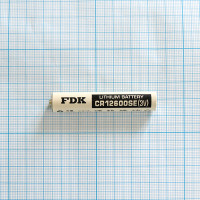 FDK
LITHIUM BATTERY
CR12600SE(3V)